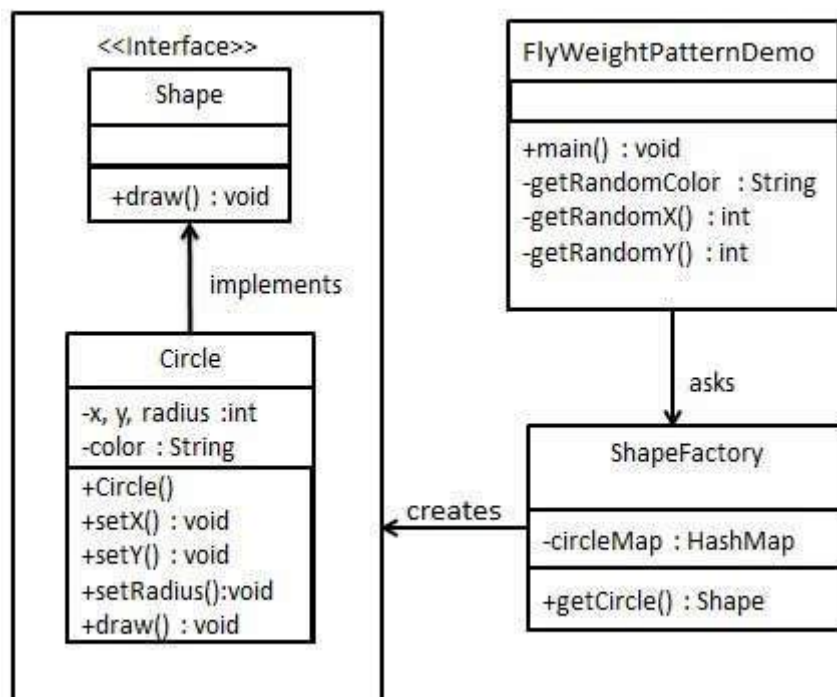 <<Interface>>
Shape
+draw() : void
implements
Circle
-x, y, radius :int
-color : String
+Circle()
+setX() : void
+setY() : void
+setRadius():void
+draw() : void
FlyWeightPatternDemo
+main() : void
-getRandomColor : String
-getRandomX() : int
-getRandomY() : int
asks
ShapeFactory
-circleMap : HashMap
+getCircle() : Shape
creates